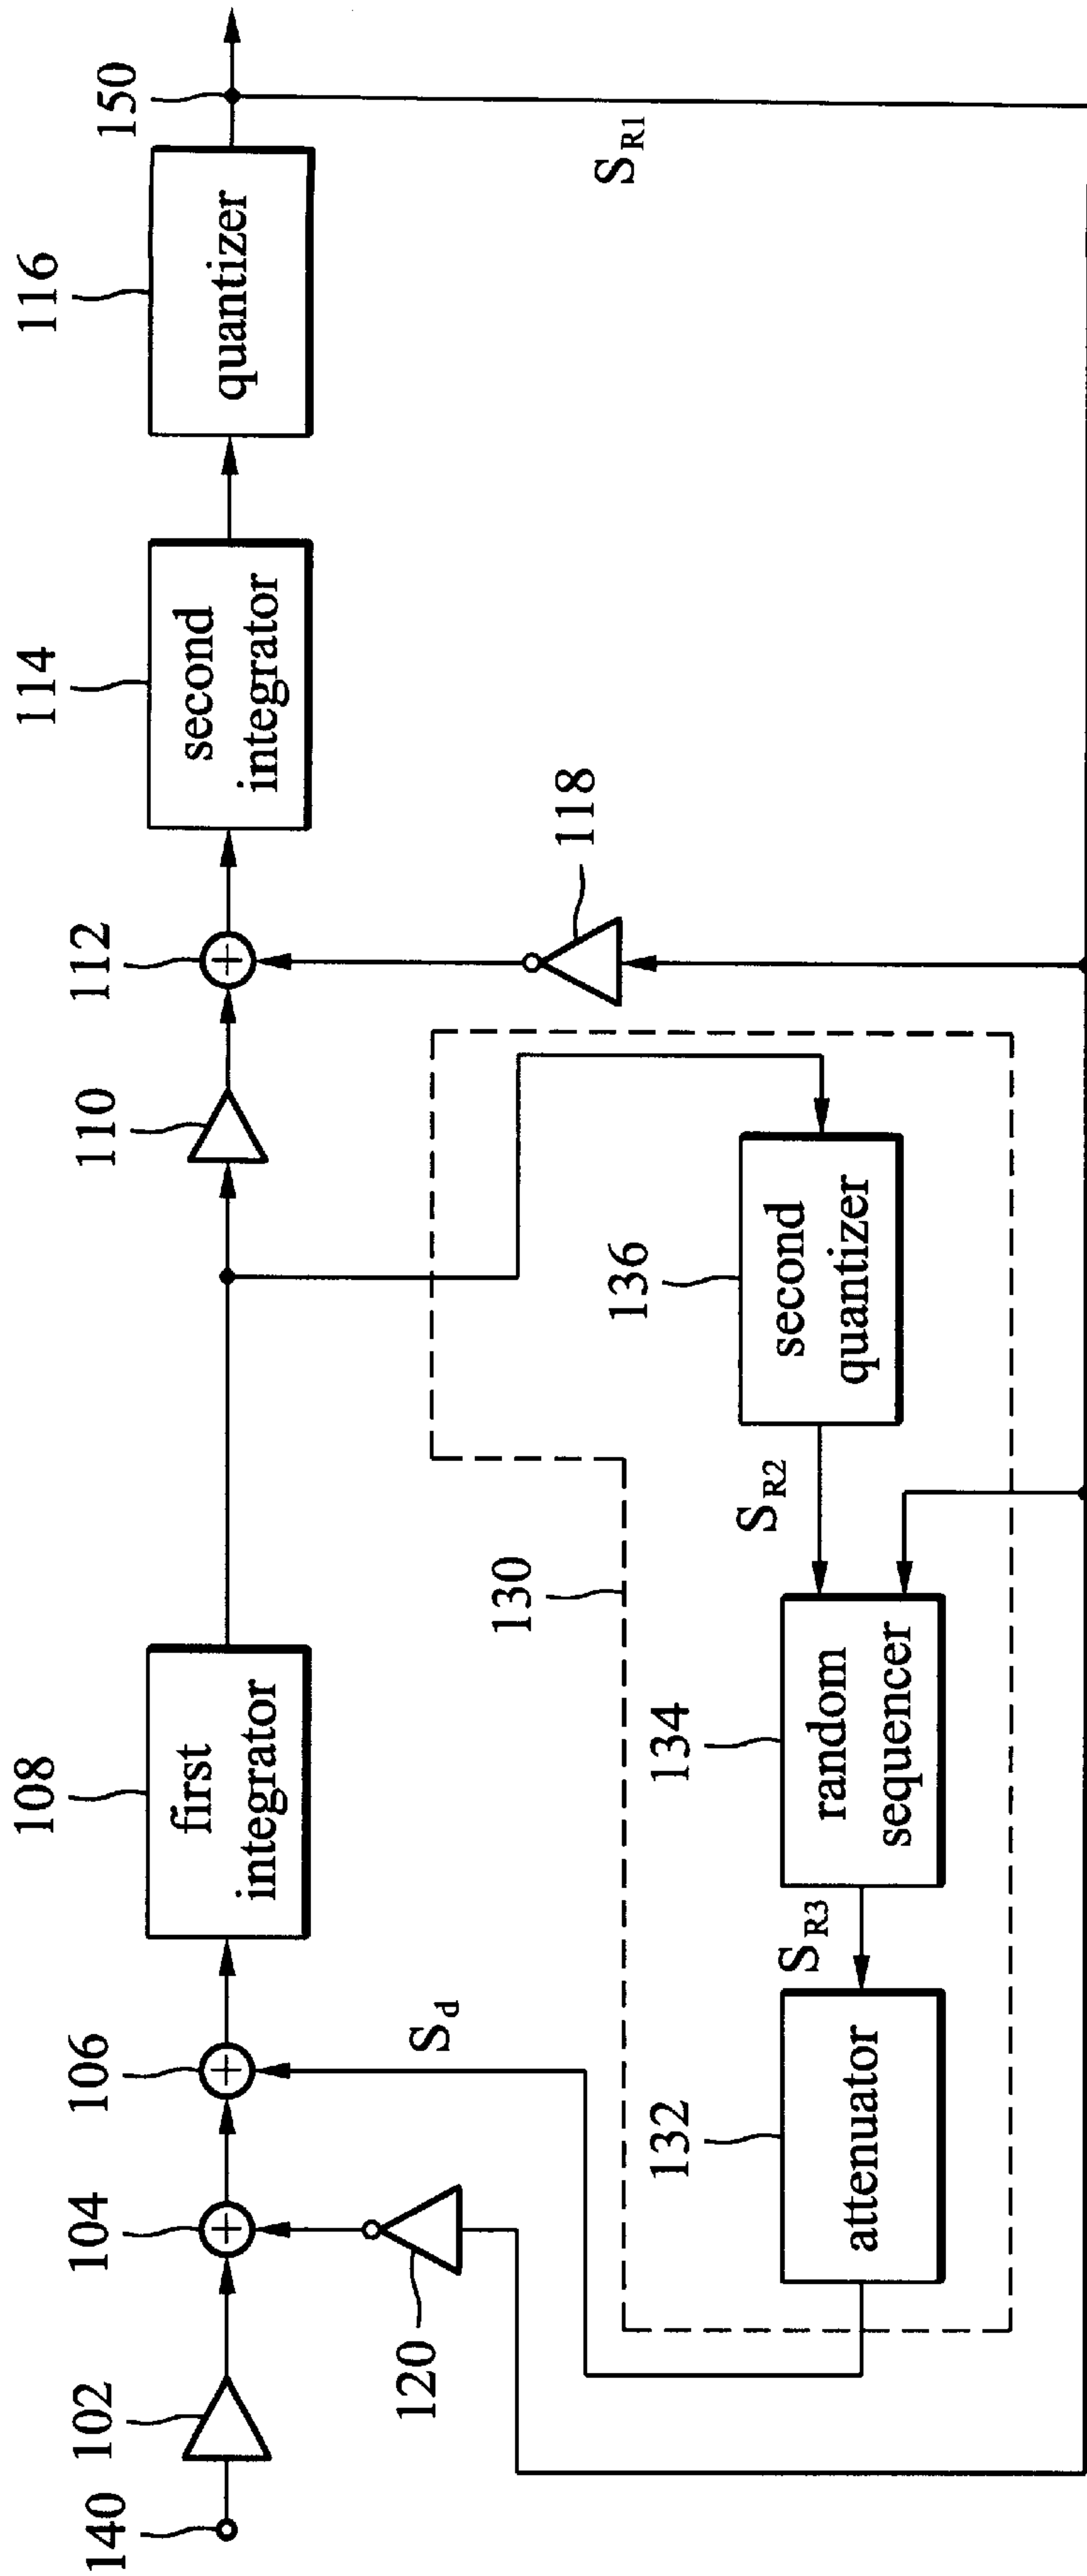 140
102
104
106
108
first
integrator
110
112
114
second
integrator
116
quantizer
150
120
S_d
130
118
S_R1
132
attenuator
S_R3
134
random
sequencer
S_R2
136
second
quantizer